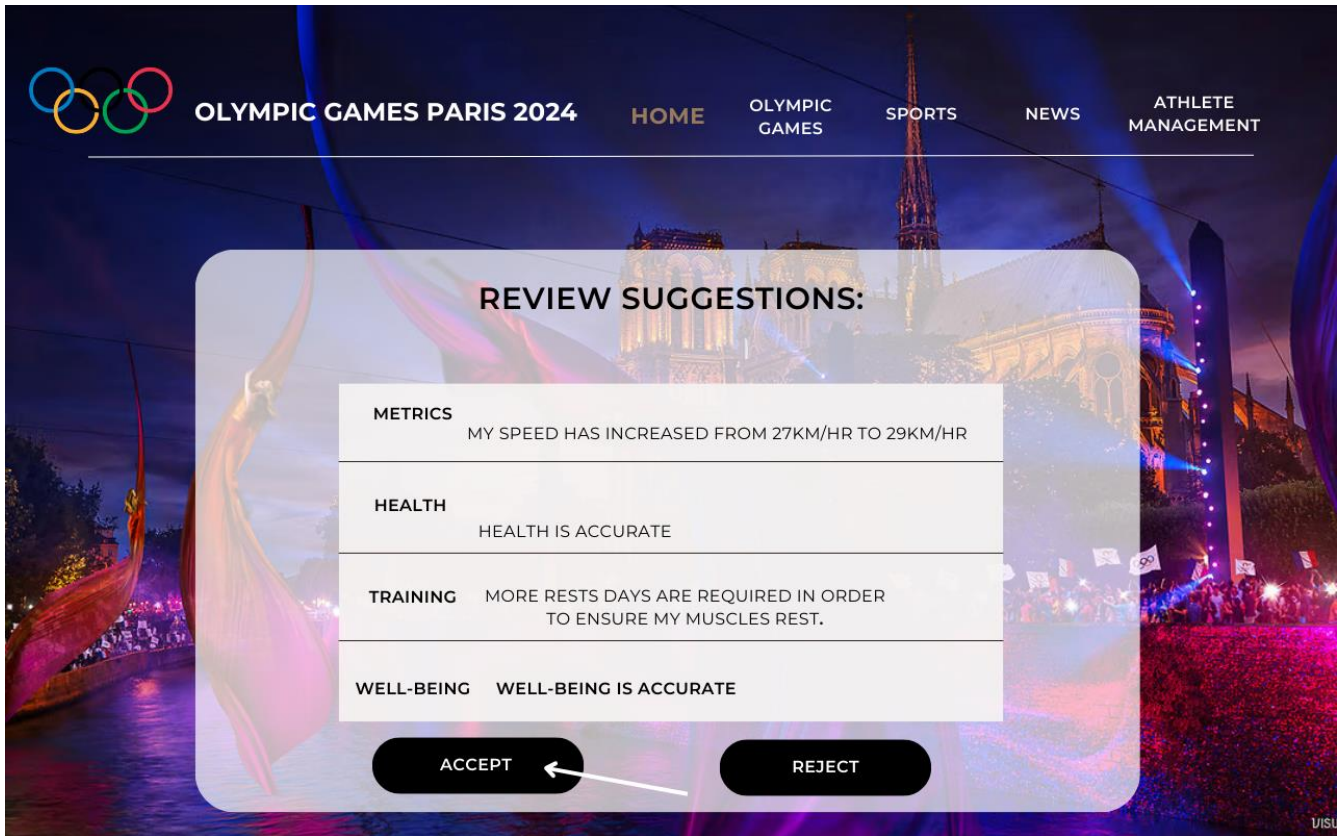 OLYMPIC GAMES PARIS 2024
HOME
OLYMPIC
GAMES
SPORTS
NEWS
ATHLETE
MANAGEMENT
REVIEW SUGGESTIONS:
METRICS
MY SPEED HAS INCREASED FROM 27KM/HR TO 29KM/HR
HEALTH
HEALTH IS ACCURATE
TRAINING
MORE RESTS DAYS ARE REQUIRED IN ORDER
TO ENSURE MY MUSCLES REST.
WELL-BEING
WELL-BEING IS ACCURATE
ACCEPT
REJECT